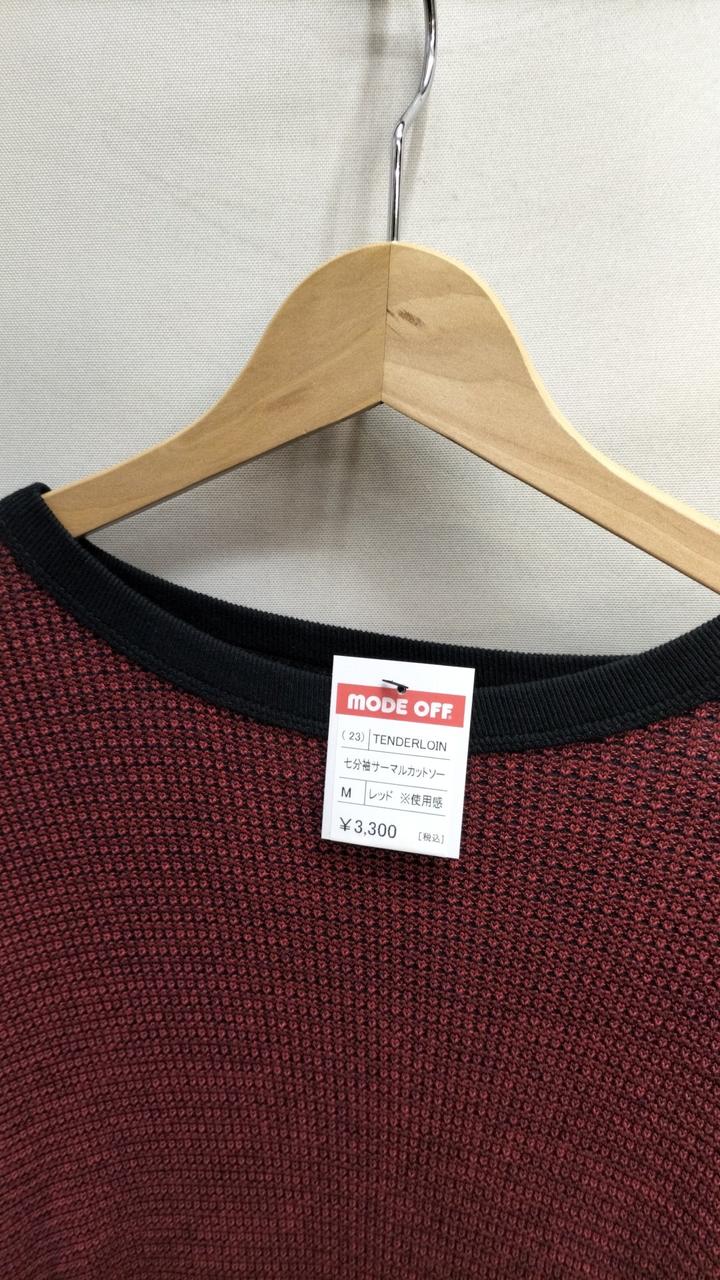 MODE OFF
(23) TENDERLOIN
七分袖サーマルカットソー
M レッド ※使用感
￥3,300 [税込]